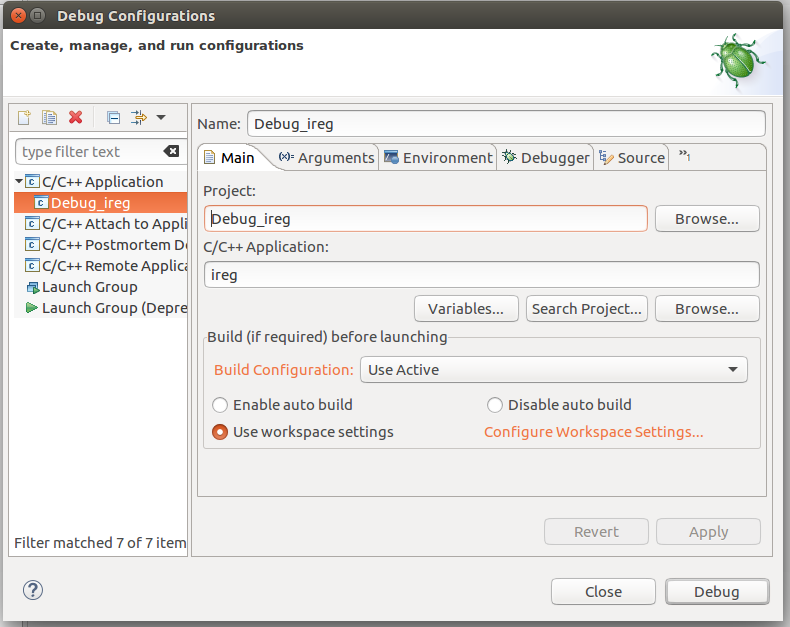 Debug Configurations
Create, manage, and run configurations
type filter text
C/C++ Application
Debug_ireg
C/C++ Attach to Appli
C/C++ Postmortem D
C/C++ Remote Applica
Launch Group
Launch Group (Depre
Filter matched 7 of 7 item
Name: Debug_ireg
Main (x)= Arguments Environment Debugger Source »1
Project:
Debug_ireg Browse...
C/C++ Application:
ireg
Variables... Search Project... Browse...
Build (if required) before launching
Build Configuration: Use Active
Enable auto build Disable auto build
Use workspace settings Configure Workspace Settings...
Revert Apply
? Close Debug